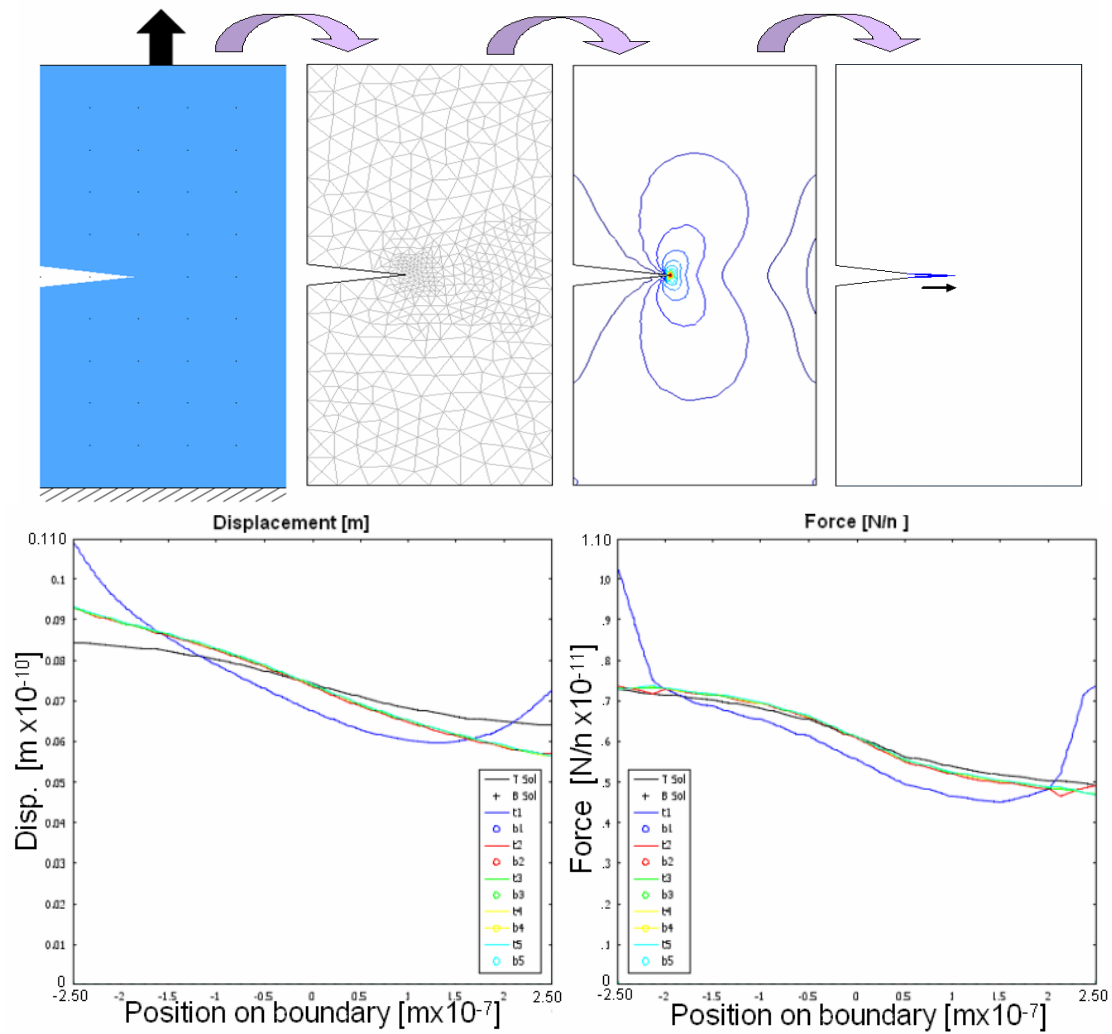 Displacement [m]
0.110
0.1
0.09
0.08
0.07
0.06
0.05
0.04
0.03
0.02
0.01
0
Disp. [m x10-10]
T Sol
B Sol
t1
b1
t2
b2
t3
b3
t4
b4
t5
b5
-2.50 -2 -1.5 -1 -0.5 0 0.5 1 1.5 2 2.50
Position on boundary [mx10-7]
Force [N/n ]
1.10
1.0
.9
.8
.7
.6
.5
.4
.3
.2
.1
0
Force [N/n x10-11]
T Sol
B Sol
t1
b1
t2
b2
t3
b3
t4
b4
t5
b5
-2.50 -2 -1.5 -1 -0.5 0 0.5 1 1.5 2 2.50
Position on boundary [mx10-7]